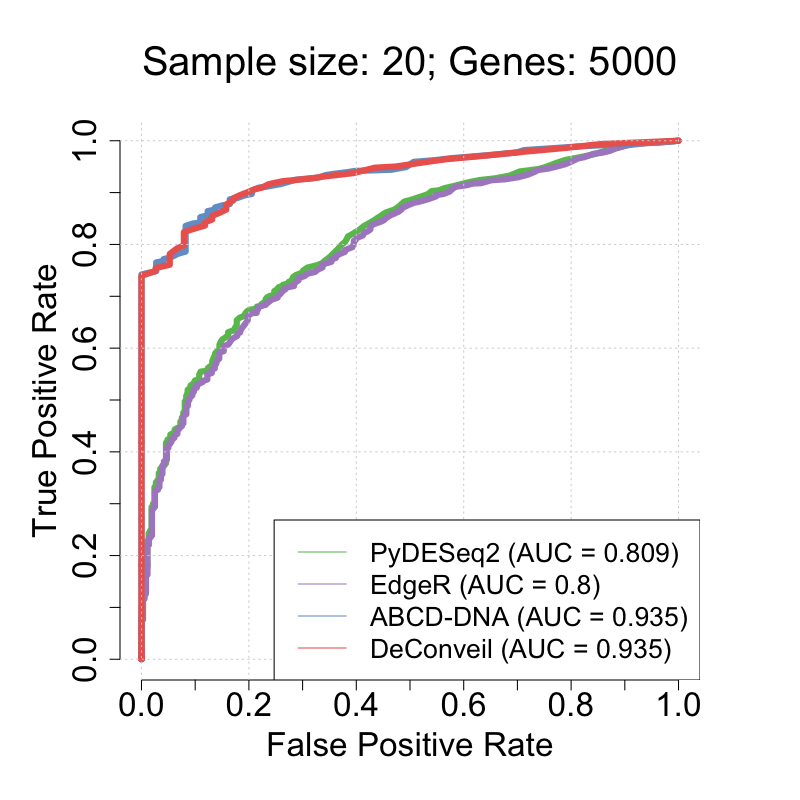 Sample size: 20; Genes: 5000
True Positive Rate
1.0
0.8
0.6
0.4
0.2
0.0
PyDESeq2 (AUC = 0.809)
EdgeR (AUC = 0.8)
ABCD-DNA (AUC = 0.935)
DeConveil (AUC = 0.935)
0.0 0.2 0.4 0.6 0.8 1.0
False Positive Rate